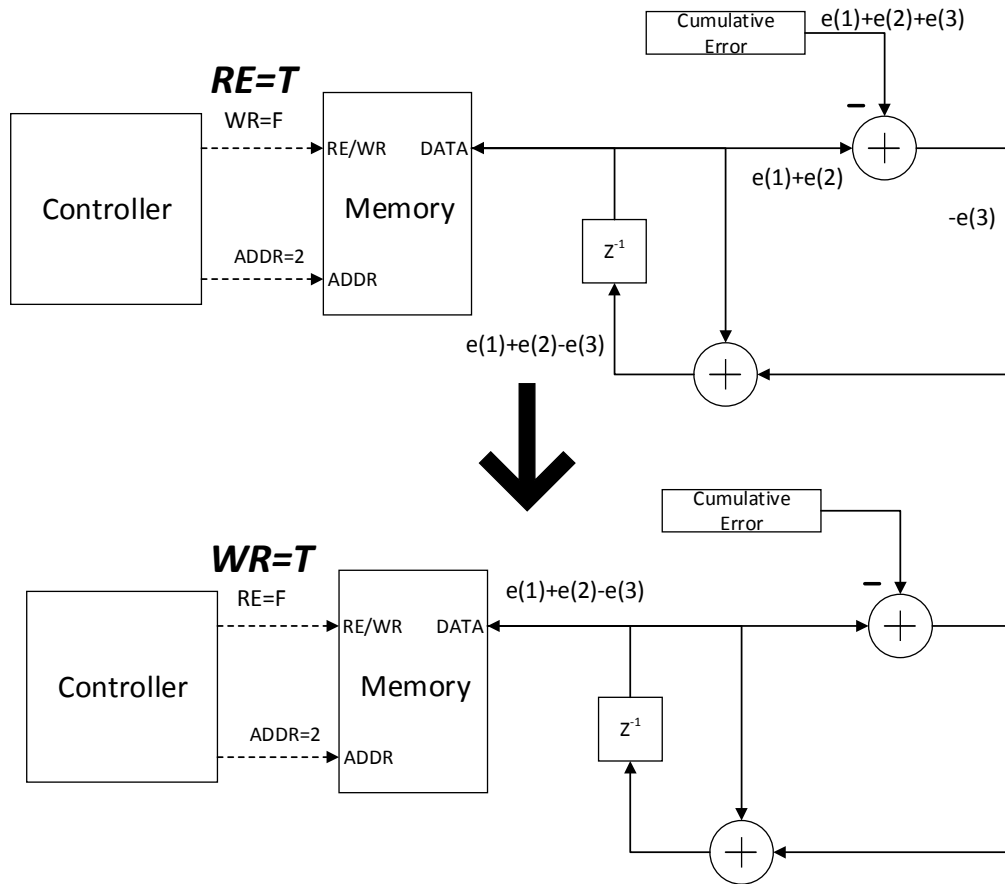 Cumulative
Error
e(1)+e(2)+e(3)
RE=T
WR=F
RE/WR DATA
Controller
Memory
e(1)+e(2)
-e(3)
ADDR=2
ADDR
Z⁻¹
e(1)+e(2)-e(3)
Cumulative
Error
WR=T
RE=F
e(1)+e(2)-e(3)
RE/WR DATA
Controller
Memory
ADDR=2
ADDR
Z⁻¹